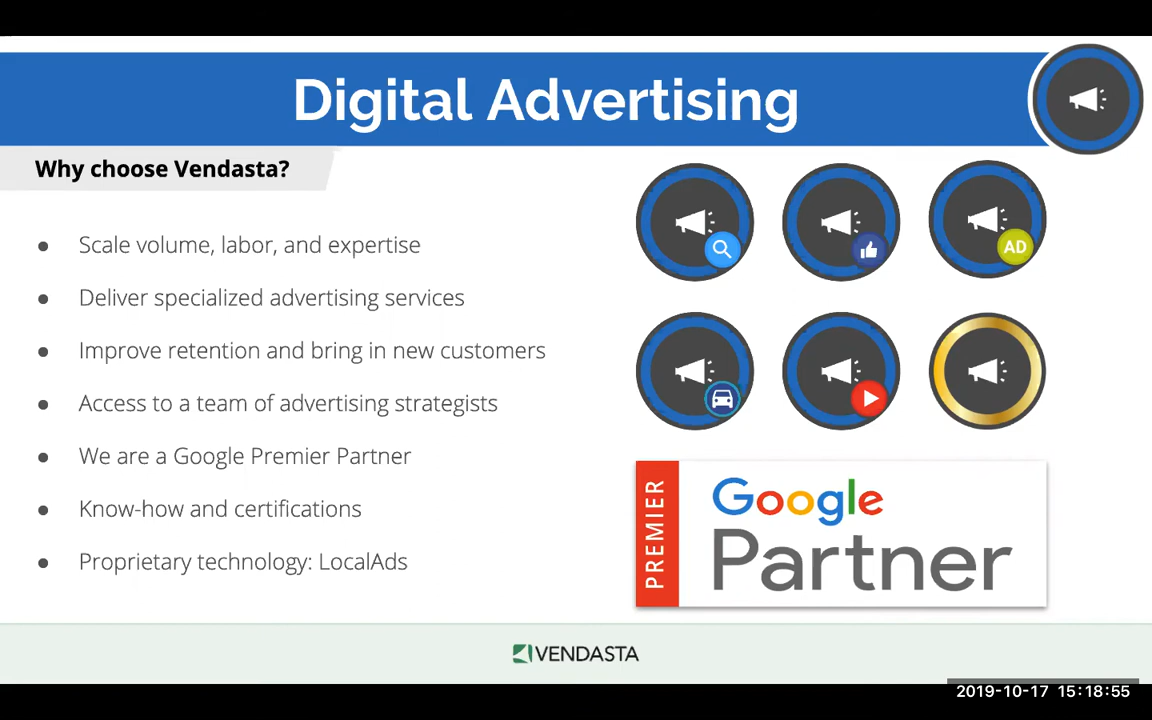 Digital Advertising
Why choose Vendasta?
● Scale volume, labor, and expertise
● Deliver specialized advertising services
● Improve retention and bring in new customers
● Access to a team of advertising strategists
● We are a Google Premier Partner
● Know-how and certifications
● Proprietary technology: LocalAds
AD
PREMIER
Google
Partner
VENDASTA
2019-10-17 15:18:55